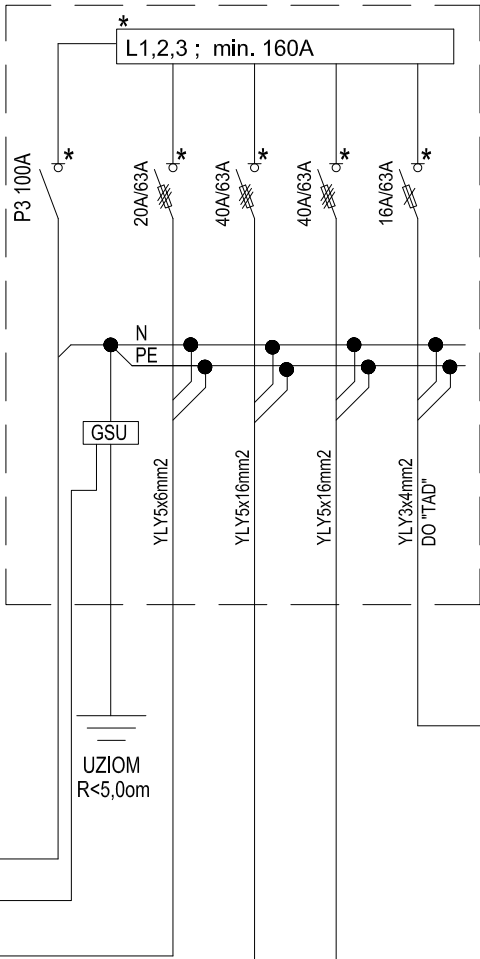 *
L1,2,3 ; min. 160A
P3 100A
*
20A/63A
*
40A/63A
*
40A/63A
*
16A/63A
*
N
PE
GSU
YLY5x6mm2
YLY5x16mm2
YLY5x16mm2
YLY3x4mm2
DO "TAD"
UZIOM
R<5,0om